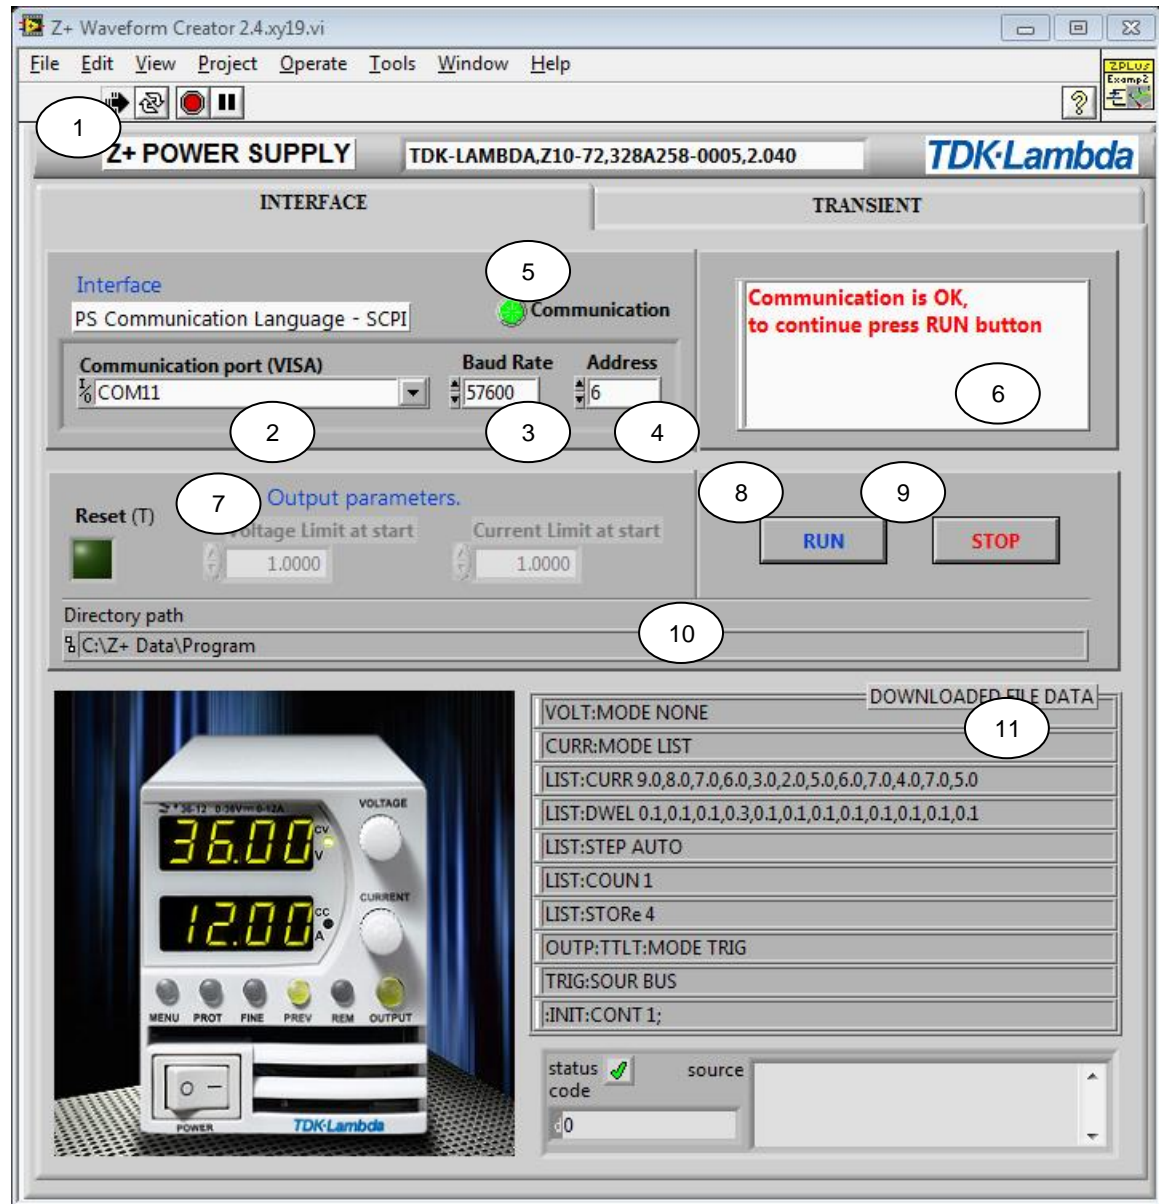 Z+ Waveform Creator 2.4.xy19.vi
File Edit View Project Operate Tools Window Help
ZPLus
Examp2
1
Z+ POWER SUPPLY
TDK-LAMBDA,Z10-72,328A258-0005,2.040
TDK·Lambda
INTERFACE
TRANSIENT
5
Interface
PS Communication Language - SCPI
Communication
Communication is OK,
to continue press RUN button
6
Communication port (VISA) Baud Rate Address
I/O COM11 57600 6
2 3 4
7
Output parameters.
8 9
Reset (T)
Voltage Limit at start Current Limit at start
1.0000 1.0000
RUN STOP
Directory path
10
C:\Z+ Data\Program
DOWNLOADED FILE DATA
11
VOLT:MODE NONE
CURR:MODE LIST
LIST:CURR 9.0,8.0,7.0,6.0,3.0,2.0,5.0,6.0,7.0,4.0,7.0,5.0
LIST:DWEL 0.1,0.1,0.1,0.3,0.1,0.1,0.1,0.1,0.1,0.1,0.1,0.1
LIST:STEP AUTO
LIST:COUN 1
LIST:STORe 4
OUTP:TTLT:MODE TRIG
TRIG:SOUR BUS
:INIT:CONT 1;
36-12 0-36V 0-12A
VOLTAGE
36.00
CV
V
CURRENT
12.00
CC
A
MENU PROT FINE PREV REM OUTPUT
POWER
TDK·Lambda
status source
code
d0